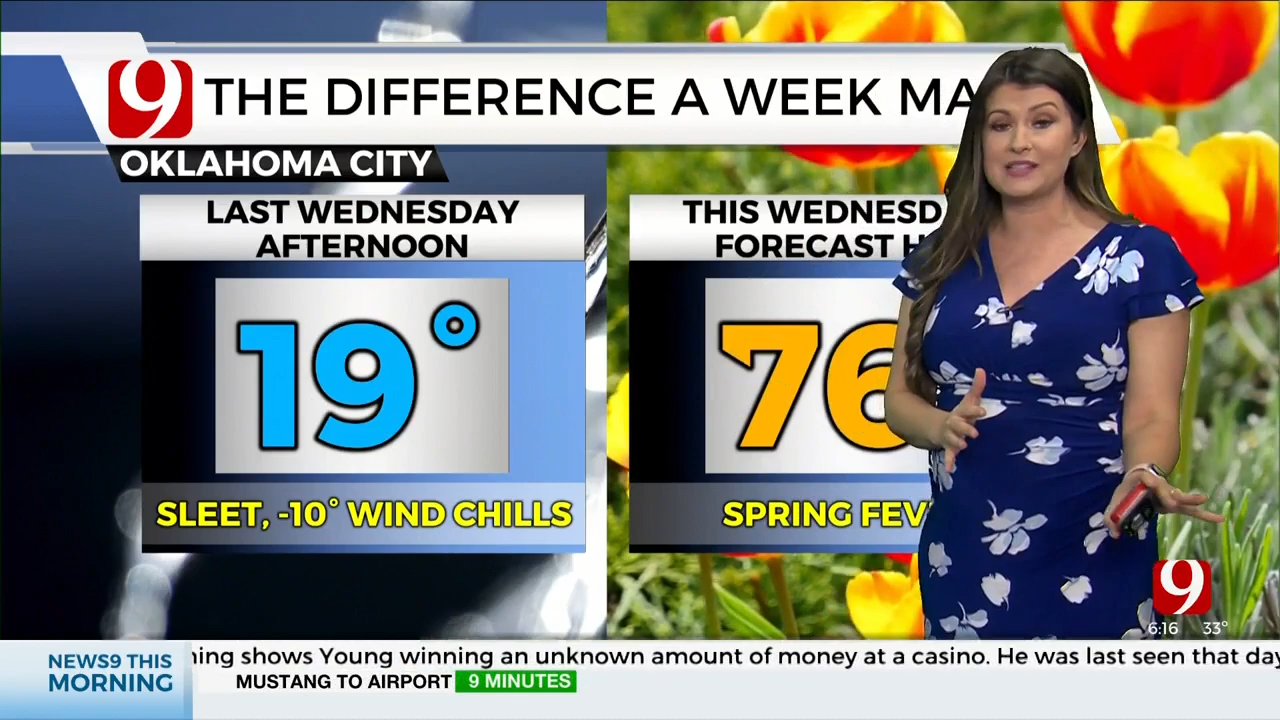 9 THE DIFFERENCE A WEEK MA
OKLAHOMA CITY
LAST WEDNESDAY
AFTERNOON
19°
SLEET, -10° WIND CHILLS
THIS WEDNESD
FORECAST H
76
SPRING FEV
9
6:16 33°
NEWS9 THIS
MORNING
ning shows Young winning an unknown amount of money at a casino. He was last seen that day
MUSTANG TO AIRPORT 9 MINUTES